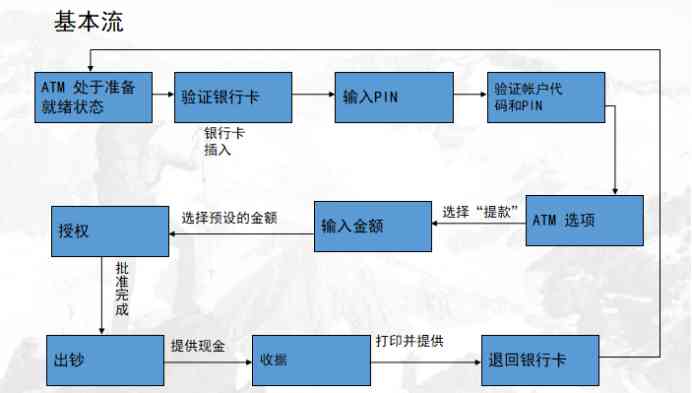 基本流
ATM 处于准备
就绪状态
验证银行卡
输入PIN
验证帐户代
码和PIN
银行卡
插入
授权
选择预设的金额
输入金额
选择“提款”
ATM 选项
批
准
完
成
出钞
提供现金
收据
打印并提供
退回银行卡